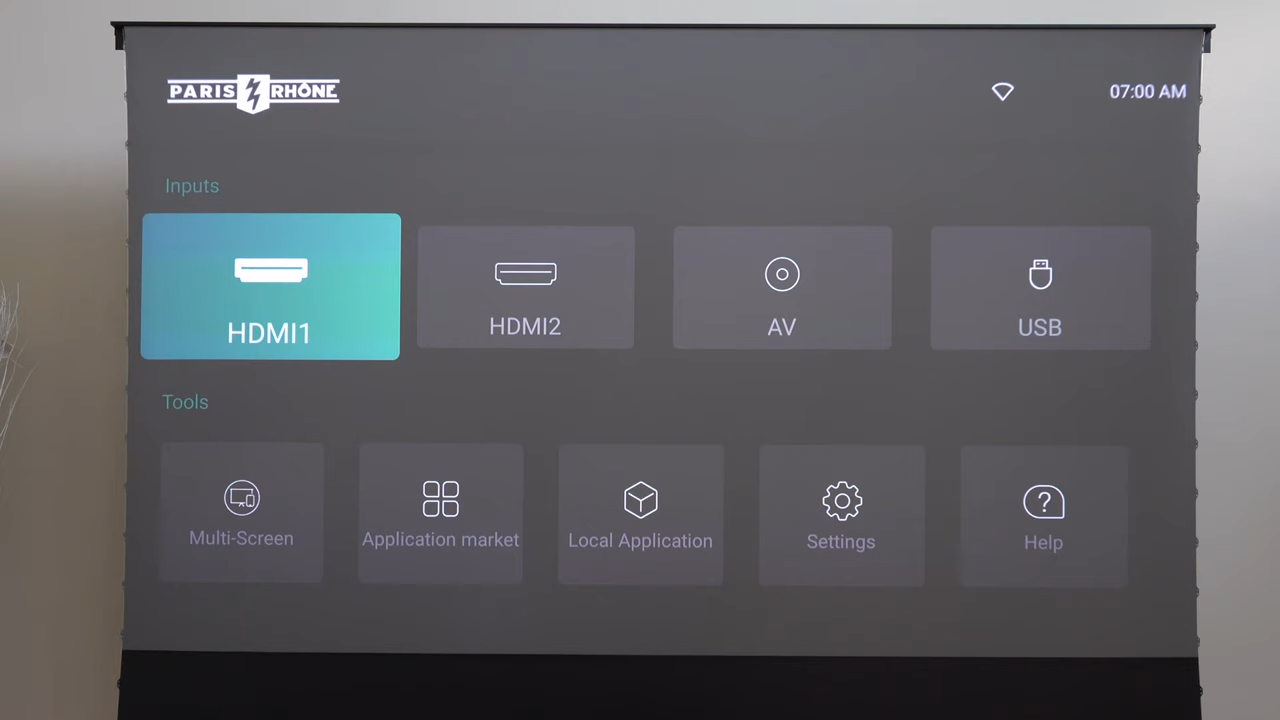 PARIS RHÔNE
07:00 AM
Inputs
HDMI1 HDMI2 AV USB
Tools
Multi-Screen Application market Local Application Settings Help